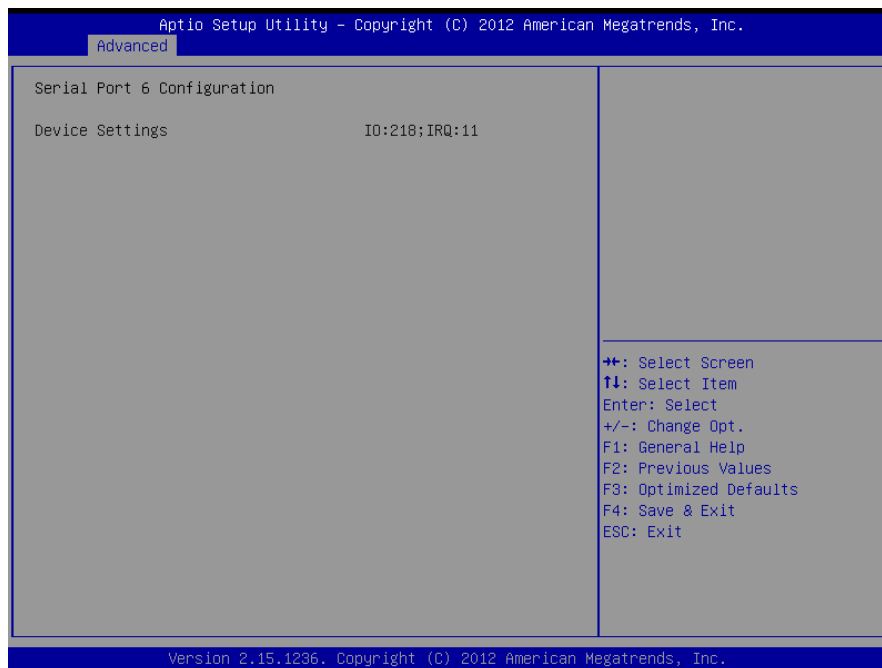 Aptio Setup Utility – Copyright (C) 2012 American Megatrends, Inc.
Advanced
Serial Port 6 Configuration
Device Settings IO:218;IRQ:11
→←: Select Screen
↑↓: Select Item
Enter: Select
+/-: Change Opt.
F1: General Help
F2: Previous Values
F3: Optimized Defaults
F4: Save & Exit
ESC: Exit
Version 2.15.1236. Copyright (C) 2012 American Megatrends, Inc.